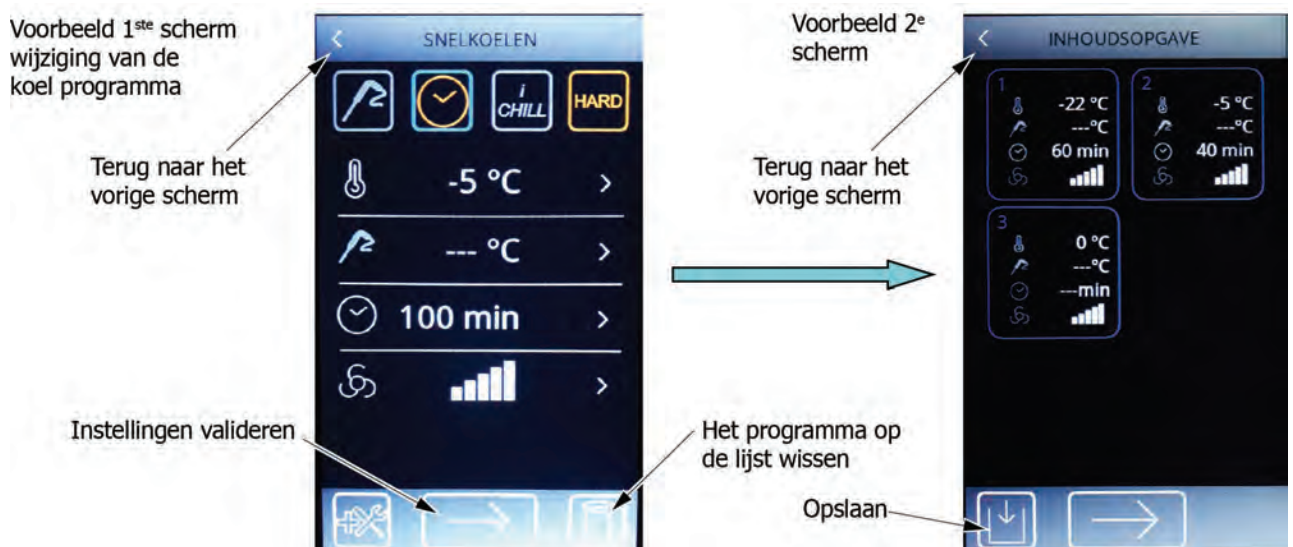 Voorbeeld 1ste scherm
wijziging van de
koel programma
Terug naar het
vorige scherm
SNELKOELEN
i
CHILL
HARD
-5 °C
--- °C
100 min
Instellingen valideren
Het programma op
de lijst wissen
Voorbeeld 2e
scherm
Terug naar het
vorige scherm
INHOUDSOPGAVE
1
-22 °C
---°C
60 min
2
-5 °C
---°C
40 min
3
0 °C
---°C
---min
Opslaan